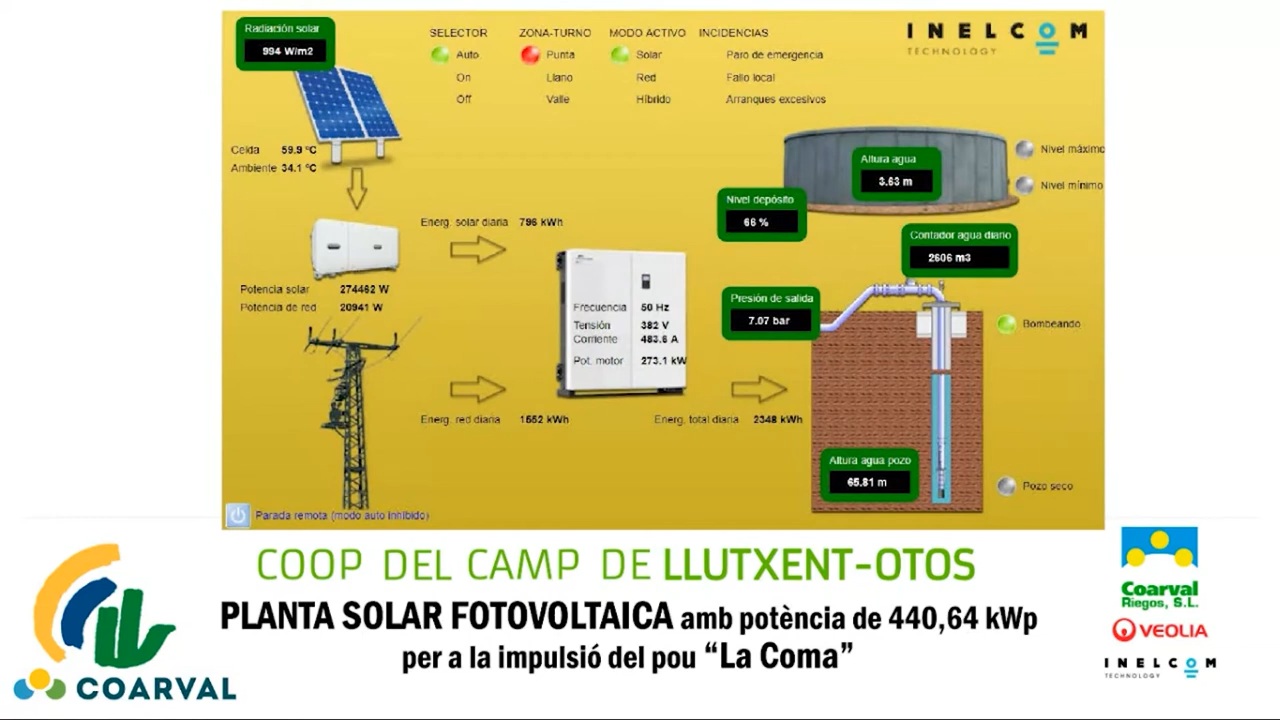 Radiación solar
994 W/m2
SELECTOR
Auto
On
Off
ZONA-TURNO
Punta
Llano
Valle
MODO ACTIVO
Solar
Red
Híbrido
INCIDENCIAS
Paro de emergencia
Fallo local
Arranques excesivos
INELCOM
TECHNOLOGY
Celda 59.9 ºC
Ambiente 34.1 ºC
Altura agua
3.63 m
Nivel máximo
Nivel mínimo
Nivel depósito
66 %
Energ. solar diaria 796 kWh
Contador agua diario
2606 m3
Potencia solar 274462 W
Potencia de red 20941 W
Frecuencia 50 Hz
Tensión 382 V
Corriente 483.6 A
Pot. motor 273.1 kW
Presión de salida
7.07 bar
Bombeando
Energ. red diaria 1552 kWh
Energ. total diaria 2348 kWh
Altura agua pozo
65.81 m
Pozo seco
Parada remota (modo auto inhibido)
COOP DEL CAMP DE LLUTXENT-OTOS
PLANTA SOLAR FOTOVOLTAICA amb potència de 440,64 kWp
per a la impulsió del pou “La Coma”
COARVAL
Coarval
Riegos, S.L.
VEOLIA
INELCOM
TECHNOLOGY